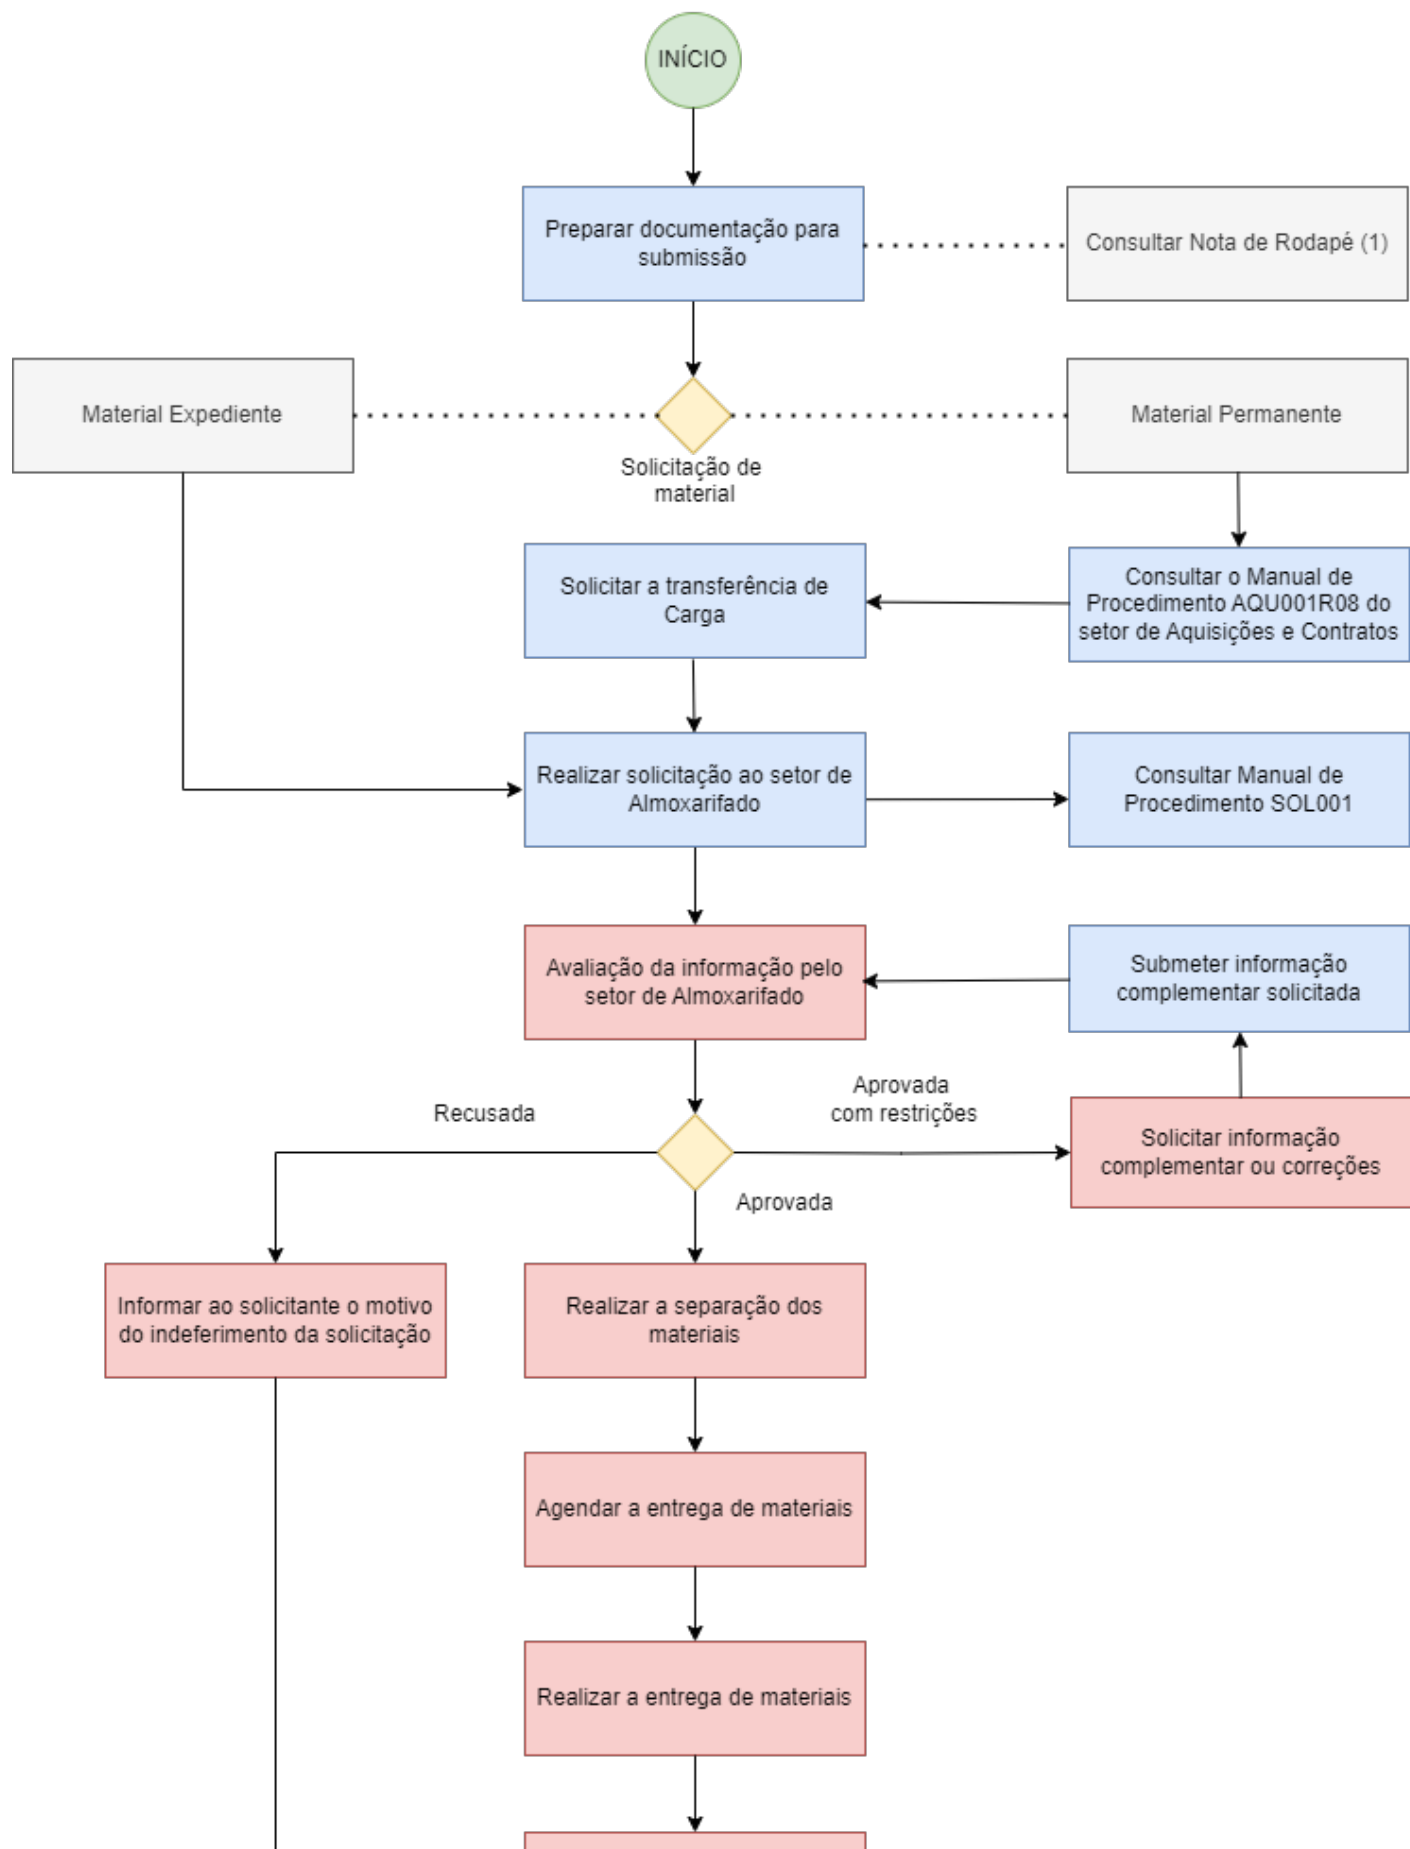 INÍCIO
Preparar documentação para
submissão
Consultar Nota de Rodapé (1)
Material Expediente
Material Permanente
Solicitação de
material
Solicitar a transferência de
Carga
Consultar o Manual de
Procedimento AQU001R08 do
setor de Aquisições e Contratos
Realizar solicitação ao setor de
Almoxarifado
Consultar Manual de
Procedimento SOL001
Avaliação da informação pelo
setor de Almoxarifado
Submeter informação
complementar solicitada
Recusada
Aprovada
com restrições
Solicitar informação
complementar ou correções
Aprovada
Informar ao solicitante o motivo
do indeferimento da solicitação
Realizar a separação dos
materiais
Agendar a entrega de materiais
Realizar a entrega de materiais